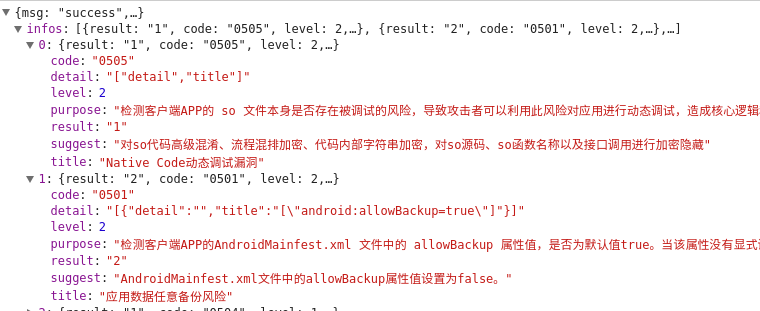 {msg: "success",…}
infos: [{result: "1", code: "0505", level: 2,…}, {result: "2", code: "0501", level: 2,…},…]
0: {result: "1", code: "0505", level: 2,…}
code: "0505"
detail: "["detail","title"]"
level: 2
purpose: "检测客户端APP的 so 文件本身是否存在被调试的风险，导致攻击者可以利用此风险对应用进行动态调试，造成核心逻辑
result: "1"
suggest: "对so代码高级混淆、流程混排加密、代码内部字符串加密，对so源码、so函数名称以及接口调用进行加密隐藏"
title: "Native Code动态调试漏洞"
1: {result: "2", code: "0501", level: 2,…}
code: "0501"
detail: "[{"detail":"","title":"[\"android:allowBackup=true\"]"}]"
level: 2
purpose: "检测客户端APP的AndroidMainfest.xml 文件中的 allowBackup 属性值，是否为默认值true。当该属性没有显式
result: "2"
suggest: "AndroidMainfest.xml文件中的allowBackup属性值设置为false。"
title: "应用数据任意备份风险"